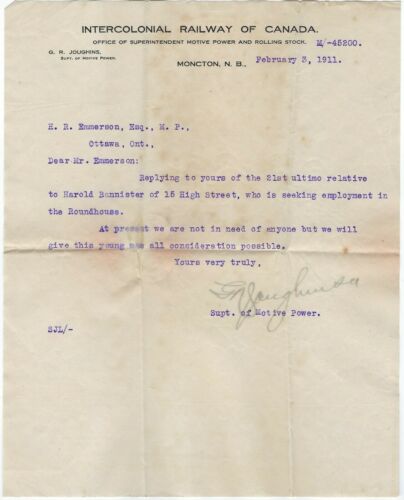 INTERCOLONIAL RAILWAY OF CANADA.
OFFICE OF SUPERINTENDENT MOTIVE POWER AND ROLLING STOCK. M/-45200.
G. R. JOUGHINS,
SUPT. OF MOTIVE POWER.
MONCTON, N. B., February 3, 1911.
H. R. Emmerson, Esq., M. P.,
Ottawa, Ont.,
Dear Mr. Emmerson:
Replying to yours of the 21st ultimo relative
to Harold Bannister of 15 High Street, who is seeking employment in
the Roundhouse.
At present we are not in need of anyone but we will
give this young all consideration possible.
Yours very truly,
GRJoughins
Supt. of Motive Power.
SJL/-